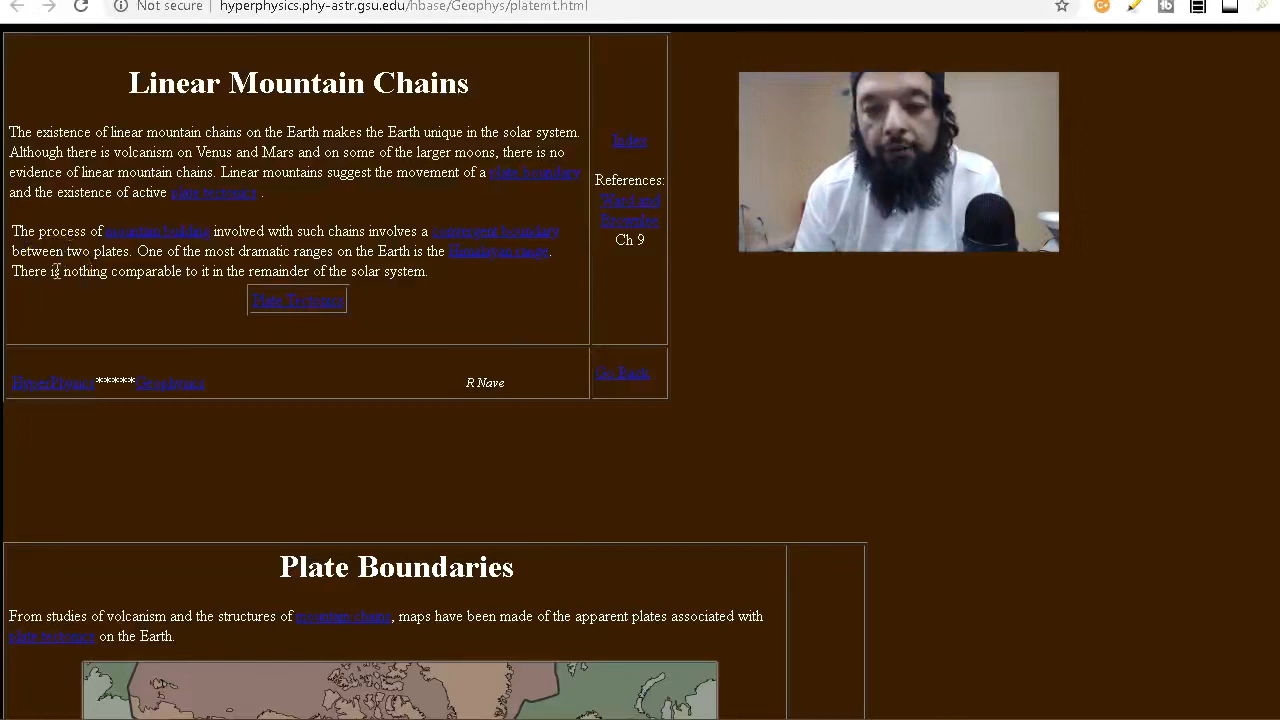 Not secure
hyperphysics.phy-astr.gsu.edu/hbase/Geophys/platemt.html
Linear Mountain Chains
The existence of linear mountain chains on the Earth makes the Earth unique in the solar system.
Although there is volcanism on Venus and Mars and on some of the larger moons, there is no
evidence of linear mountain chains. Linear mountains suggest the movement of a plate boundary
and the existence of active plate tectonics .
The process of mountain building involved with such chains involves a convergent boundary
between two plates. One of the most dramatic ranges on the Earth is the Himalayan range.
There is nothing comparable to it in the remainder of the solar system.
Plate Tectonics
Index
References:
Ward and
Brownlee
Ch 9
HyperPhysics*****Geophysics
R Nave
Go Back
Plate Boundaries
From studies of volcanism and the structures of mountain chains, maps have been made of the apparent plates associated with
plate tectonics on the Earth.